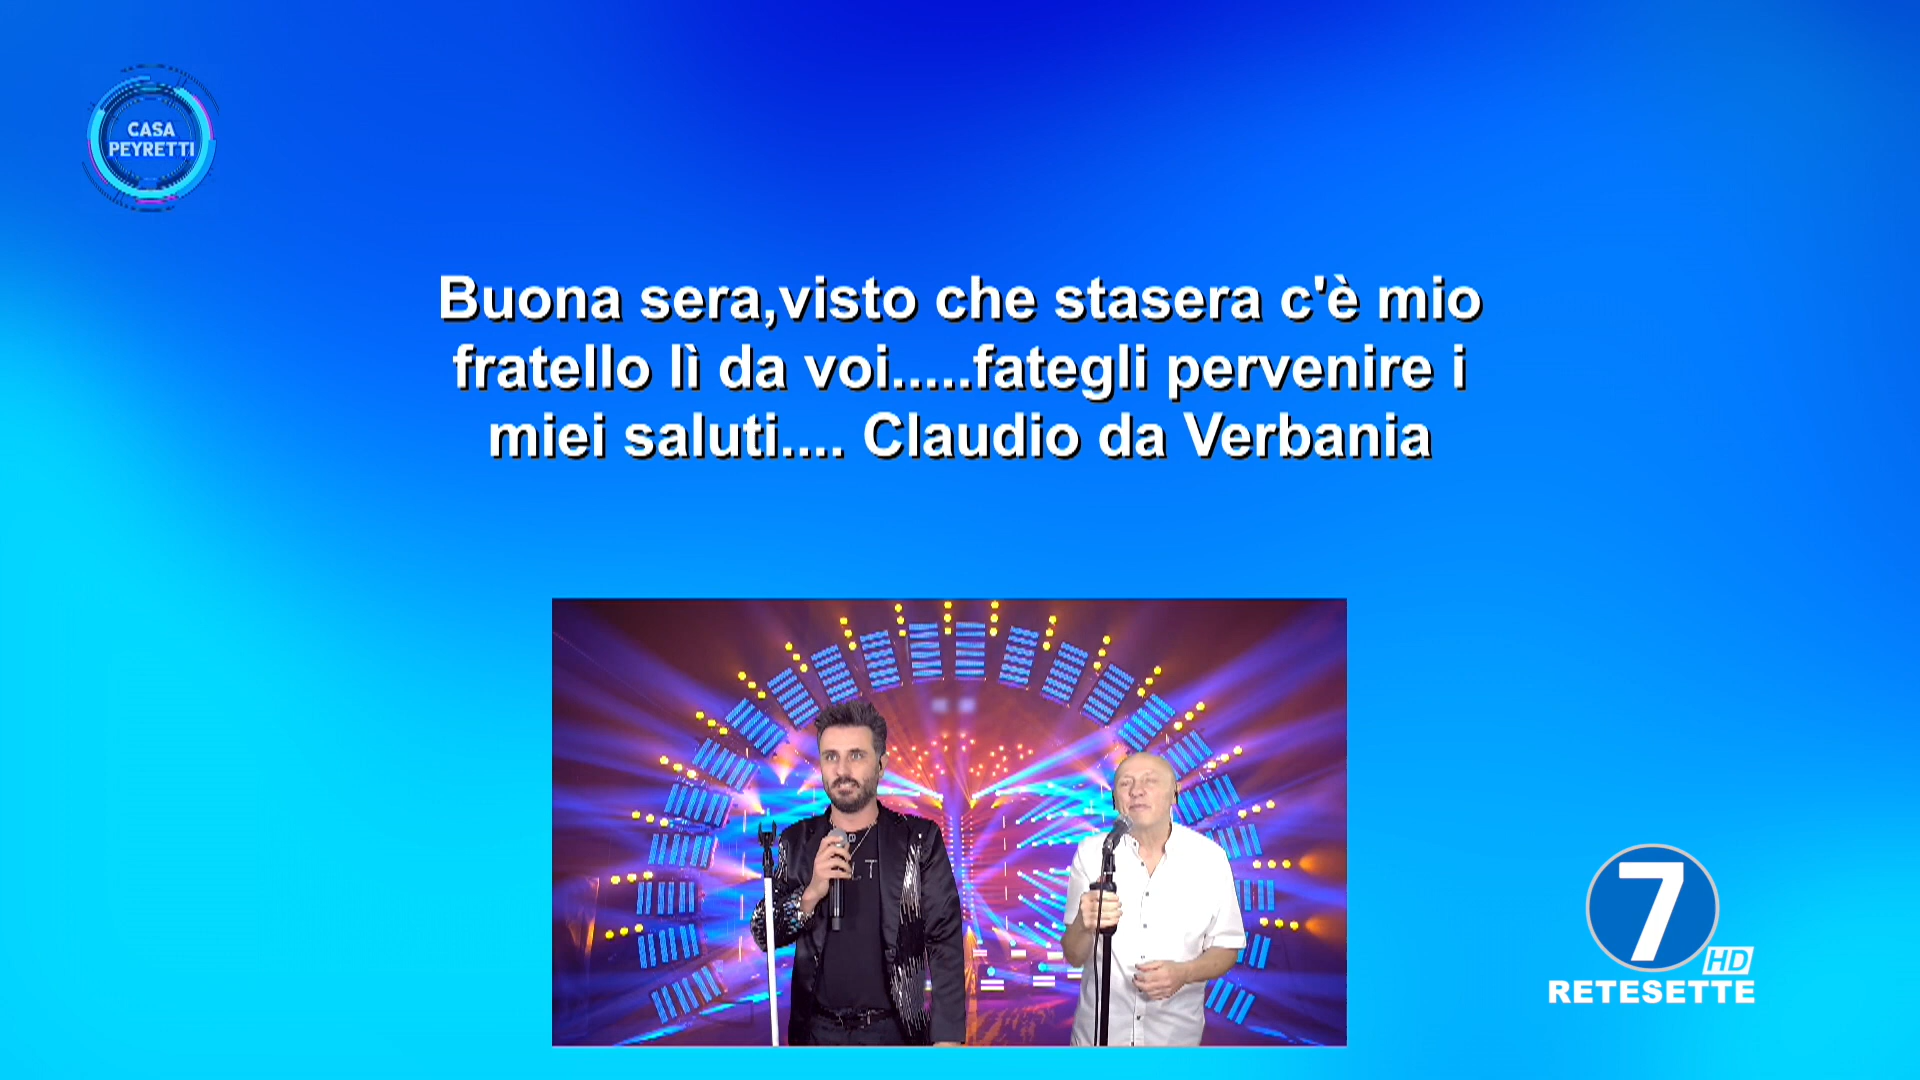 CASA
PEYRETTI
Buona sera,visto che stasera c'è mio
fratello lì da voi.....fategli pervenire i
miei saluti.... Claudio da Verbania
7
HD
RETESETTE